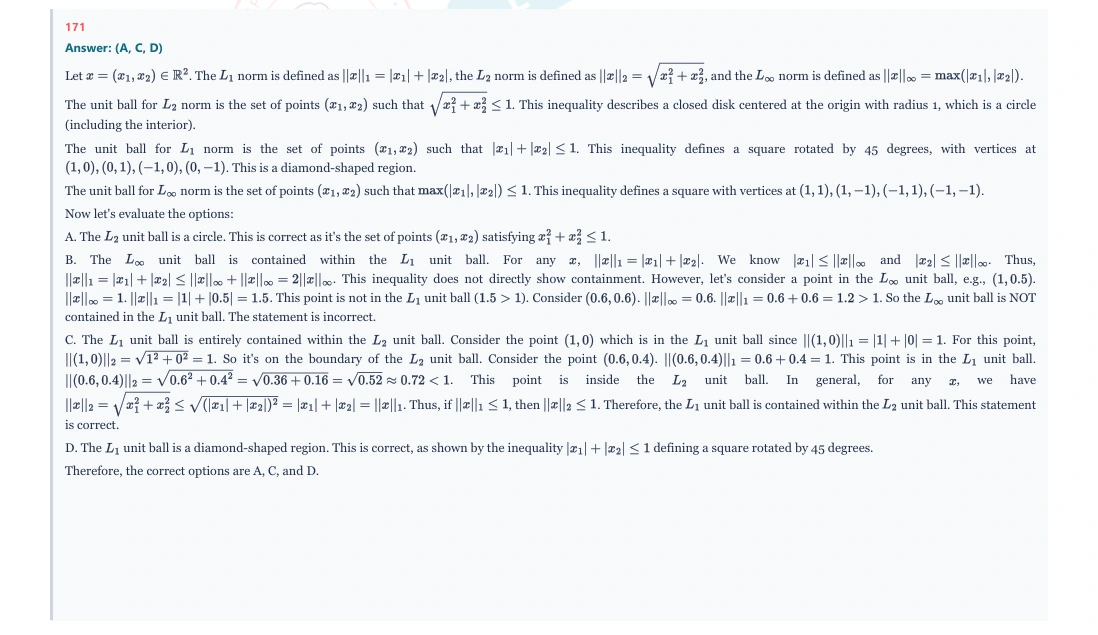 171
Answer: (A, C, D)
Let x = (x₁, x₂) ∈ ℝ². The L₁ norm is defined as ||x||₁ = |x₁| + |x₂|, the L₂ norm is defined as ||x||₂ = √(x₁² + x₂²), and the L∞ norm is defined as ||x||∞ = max(|x₁|, |x₂|).
The unit ball for L₂ norm is the set of points (x₁, x₂) such that √(x₁² + x₂²) ≤ 1. This inequality describes a closed disk centered at the origin with radius 1, which is a circle
(including the interior).
The unit ball for L₁ norm is the set of points (x₁, x₂) such that |x₁| + |x₂| ≤ 1. This inequality defines a square rotated by 45 degrees, with vertices at
(1, 0), (0, 1), (−1, 0), (0, −1). This is a diamond-shaped region.
The unit ball for L∞ norm is the set of points (x₁, x₂) such that max(|x₁|, |x₂|) ≤ 1. This inequality defines a square with vertices at (1, 1), (1, −1), (−1, 1), (−1, −1).
Now let's evaluate the options:
A. The L₂ unit ball is a circle. This is correct as it's the set of points (x₁, x₂) satisfying x₁² + x₂² ≤ 1.
B. The L∞ unit ball is contained within the L₁ unit ball. For any x, ||x||₁ = |x₁| + |x₂|. We know |x₁| ≤ ||x||∞ and |x₂| ≤ ||x||∞. Thus,
||x||₁ = |x₁| + |x₂| ≤ ||x||∞ + ||x||∞ = 2||x||∞. This inequality does not directly show containment. However, let's consider a point in the L∞ unit ball, e.g., (1, 0.5).
||x||∞ = 1. ||x||₁ = |1| + |0.5| = 1.5. This point is not in the L₁ unit ball (1.5 > 1). Consider (0.6, 0.6). ||x||∞ = 0.6. ||x||₁ = 0.6 + 0.6 = 1.2 > 1. So the L∞ unit ball is NOT
contained in the L₁ unit ball. The statement is incorrect.
C. The L₁ unit ball is entirely contained within the L₂ unit ball. Consider the point (1, 0) which is in the L₁ unit ball since ||(1, 0)||₁ = |1| + |0| = 1. For this point,
||(1, 0)||₂ = √(1² + 0²) = 1. So it's on the boundary of the L₂ unit ball. Consider the point (0.6, 0.4). ||(0.6, 0.4)||₁ = 0.6 + 0.4 = 1. This point is in the L₁ unit ball.
||(0.6, 0.4)||₂ = √(0.6² + 0.4²) = √(0.36 + 0.16) = √0.52 ≈ 0.72 < 1. This point is inside the L₂ unit ball. In general, for any x, we have
||x||₂ = √(x₁² + x₂²) ≤ √((|x₁| + |x₂|)²) = |x₁| + |x₂| = ||x||₁. Thus, if ||x||₁ ≤ 1, then ||x||₂ ≤ 1. Therefore, the L₁ unit ball is contained within the L₂ unit ball. This statement
is correct.
D. The L₁ unit ball is a diamond-shaped region. This is correct, as shown by the inequality |x₁| + |x₂| ≤ 1 defining a square rotated by 45 degrees.
Therefore, the correct options are A, C, and D.